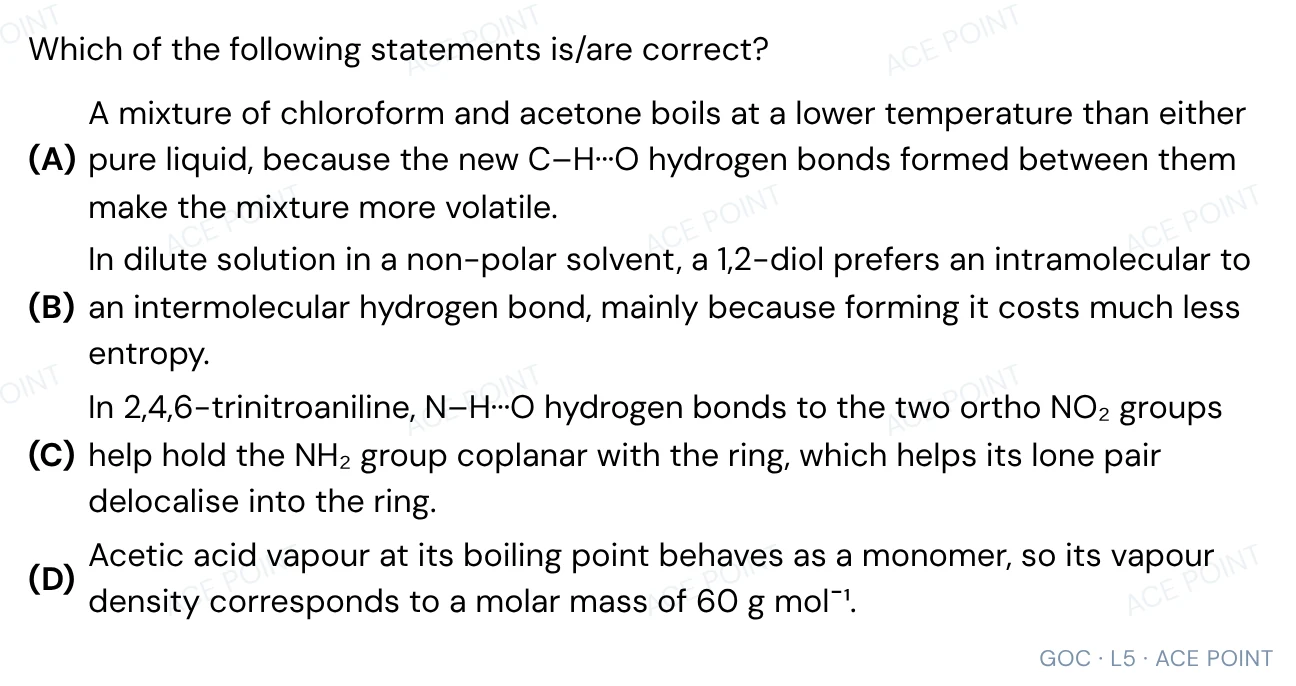 Which of the following statements is/are correct?
A mixture of chloroform and acetone boils at a lower temperature than either
(A) pure liquid, because the new C–H···O hydrogen bonds formed between them
make the mixture more volatile.
In dilute solution in a non-polar solvent, a 1,2-diol prefers an intramolecular to
(B) an intermolecular hydrogen bond, mainly because forming it costs much less
entropy.
In 2,4,6-trinitroaniline, N–H···O hydrogen bonds to the two ortho NO₂ groups
(C) help hold the NH₂ group coplanar with the ring, which helps its lone pair
delocalise into the ring.
Acetic acid vapour at its boiling point behaves as a monomer, so its vapour
(D) density corresponds to a molar mass of 60 g mol⁻¹.
GOC · L5 · ACE POINT